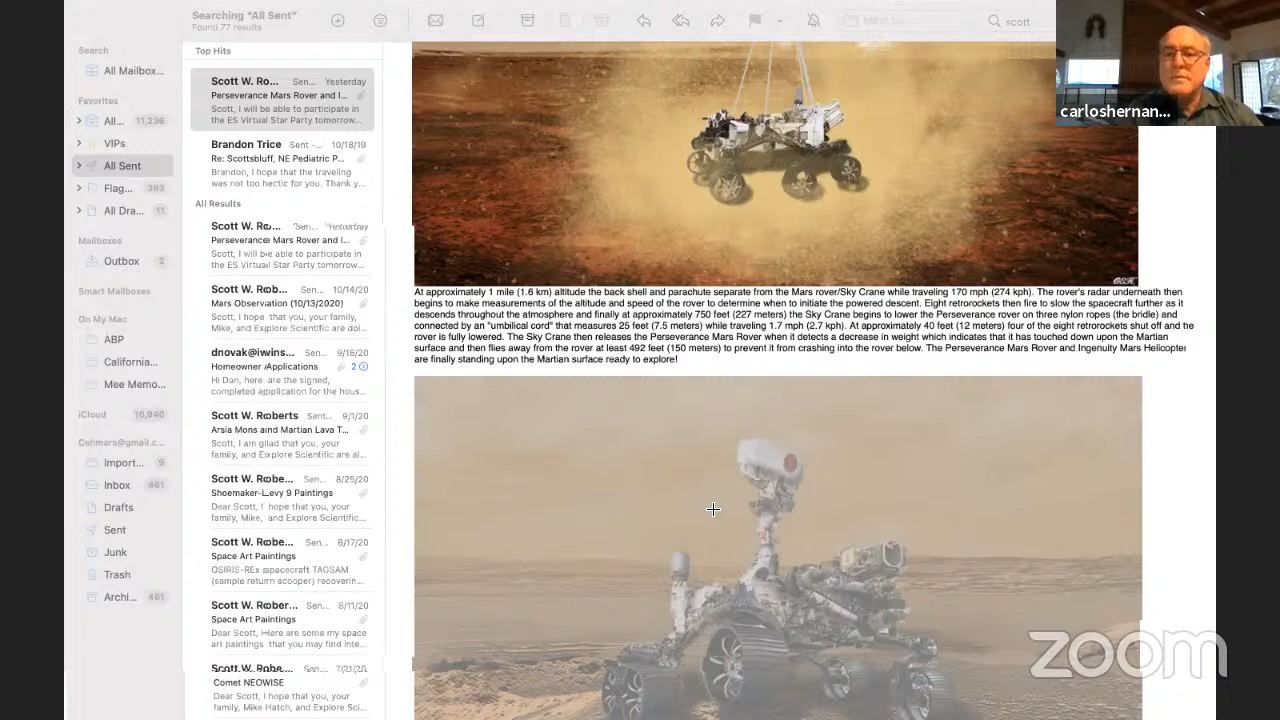 Searching "All Sent"
Found 77 results
scott
carloshernan...
Search
All Mailbox...
Favorites
All... 11,236
VIPs
All Sent
Flag... 393
All Dra... 11
Mailboxes
Outbox 2
Smart Mailboxes
On My Mac
ABP
California...
Mee Memo...
iCloud 10,940
Cehmars@gmail.c...
Import... 9
Inbox 461
Drafts
Sent
Junk
Trash
Archi... 461
Top Hits
Scott W. Ro... Sen... Yesterday
Perseverance Mars Rover and I...
Scott, I will be able to participate in
the ES Virtual Star Party tomorrow...
Brandon Trice Sent -... 10/18/19
Re: Scottsbluff, NE Pediatric P...
Brandon, I hope that the traveling
was not too hectic for you. Thank y...
All Results
Scott W. Ro... Sen... Yesterday
Perseverance Mars Rover and I...
Scott, I will be able to participate in
the ES Virtual Star Party tomorrow...
Scott W. Rob... Sen... 10/14/20
Mars Observation (10/13/2020)
Scott, I hope that you, your family,
Mike, and Explore Scientific are doi...
dnovak@iwins... Sen... 9/16/20
Homeowner Applications 2
Hi Dan, here are the signed,
completed application for the hous...
Scott W. Roberts Sent... 9/1/20
Arsia Mons and Martian Lava T...
Scott, I am glad that you, your
family, and Explore Scientific are al...
Scott W. Robe... Sen... 8/25/20
Shoemaker-Levy 9 Paintings
Dear Scott, I hope that you, your
family, Mike, and Explore Scientific...
Scott W. Robe... Sen... 8/17/20
Space Art Paintings
OSIRIS-REx spacecraft TAGSAM
(sample return scooper) recoverin...
Scott W. Rober... Sen... 8/11/20
Space Art Paintings
Dear Scott, Here are some my space
art paintings that you may find inte...
Scott W. Robe... Sen... 7/21/20
Comet NEOWISE
Dear Scott, I hope that you, your
family, Mike Hatch, and Explore Sci...
At approximately 1 mile (1.6 km) altitude the back shell and parachute separate from the Mars rover/Sky Crane while traveling 170 mph (274 kph). The rover's radar underneath then
begins to make measurements of the altitude and speed of the rover to determine when to initiate the powered descent. Eight retrorockets then fire to slow the spacecraft further as it
descends throughout the atmosphere and finally at approximately 750 feet (227 meters) the Sky Crane begins to lower the Perseverance rover on three nylon ropes (the bridle) and
connected by an "umbilical cord" that measures 25 feet (7.5 meters) while traveling 1.7 mph (2.7 kph). At approximately 40 feet (12 meters) four of the eight retrorockets shut off and the
rover is fully lowered. The Sky Crane then releases the Perseverance Mars Rover when it detects a decrease in weight which indicates that it has touched down upon the Martian
surface and then flies away from the rover at least 492 feet (150 meters) to prevent it from crashing into the rover below. The Perseverance Mars Rover and Ingenuity Mars Helicopter
are finally standing upon the Martian surface ready to explore!
zoom